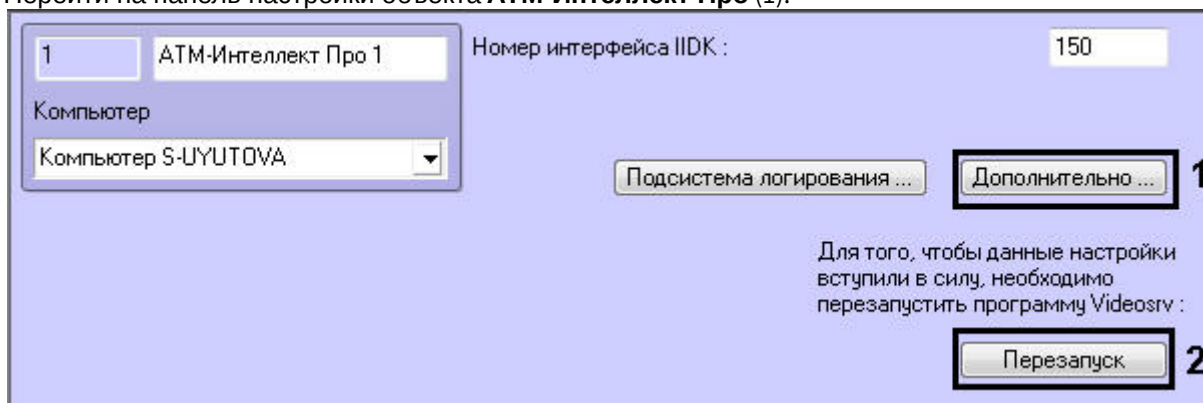 Перейти на панель настройки объекта АТМ-Интеллект Про (1).
1 АТМ-Интеллект Про 1
Номер интерфейса IIDK : 150
Компьютер
Компьютер S-UYUTOVA
Подсистема логирования ... Дополнительно ... 1
Для того, чтобы данные настройки
вступили в силу, необходимо
перезапустить программу Videosrv :
Перезапуск 2